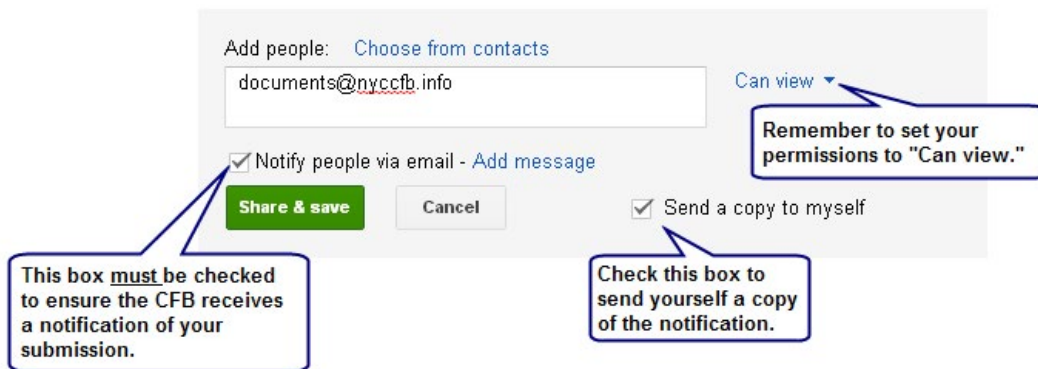 Add people: Choose from contacts
documents@nyccfb.info
Can view
Remember to set your
permissions to "Can view."
Notify people via email - Add message
Share & save Cancel Send a copy to myself
This box must be checked
to ensure the CFB receives
a notification of your
submission.
Check this box to
send yourself a copy
of the notification.